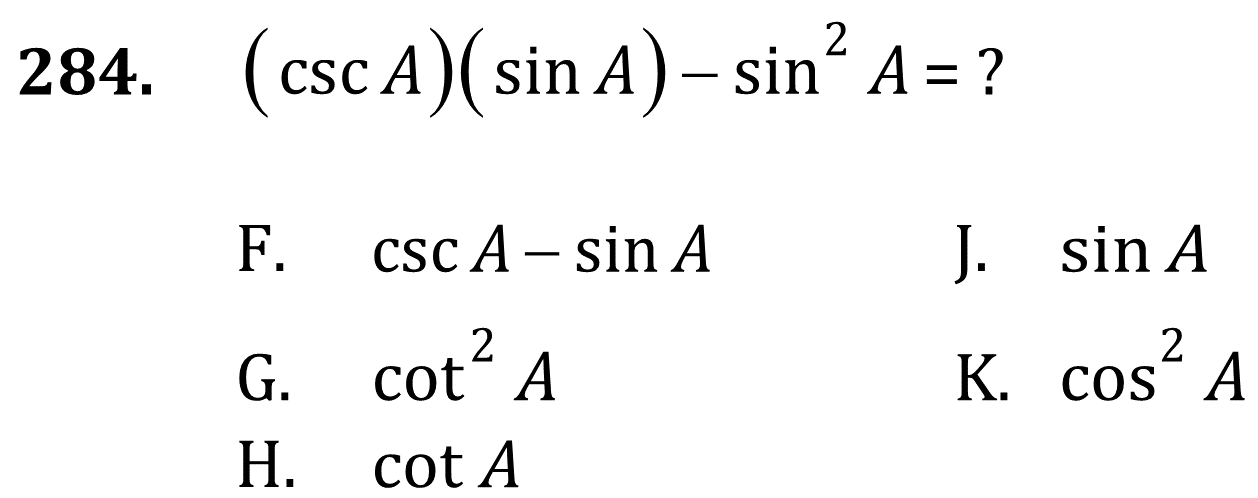 284. (csc A)(sin A) – sin² A = ?
F. csc A – sin A J. sin A
G. cot² A K. cos² A
H. cot A